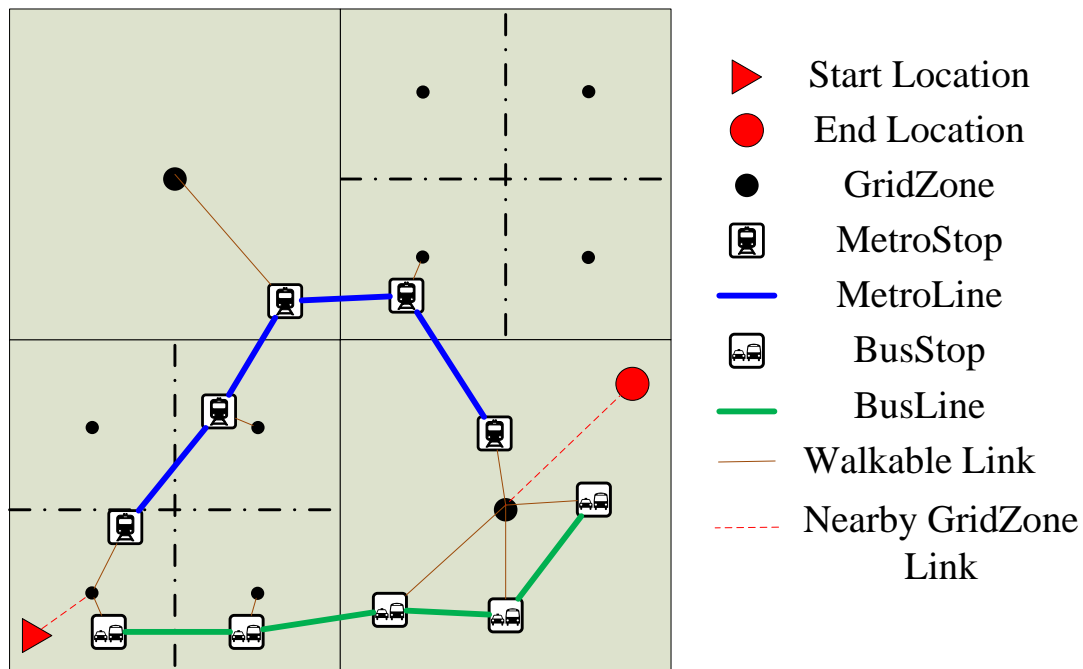 Start Location
End Location
GridZone
MetroStop
MetroLine
BusStop
BusLine
Walkable Link
Nearby GridZone
Link